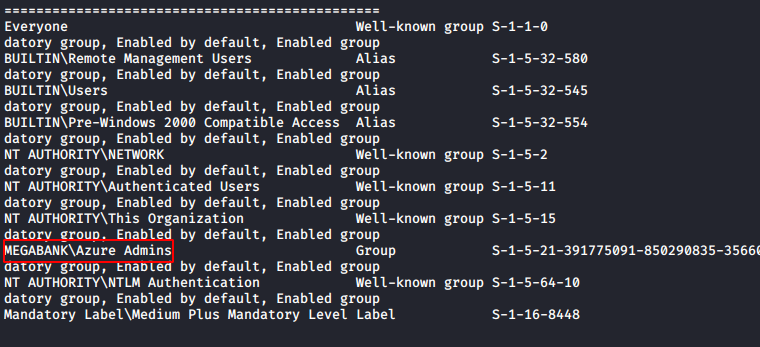 ===============================================
Everyone Well-known group S-1-1-0
datory group, Enabled by default, Enabled group
BUILTIN\Remote Management Users Alias S-1-5-32-580
datory group, Enabled by default, Enabled group
BUILTIN\Users Alias S-1-5-32-545
datory group, Enabled by default, Enabled group
BUILTIN\Pre-Windows 2000 Compatible Access Alias S-1-5-32-554
datory group, Enabled by default, Enabled group
NT AUTHORITY\NETWORK Well-known group S-1-5-2
datory group, Enabled by default, Enabled group
NT AUTHORITY\Authenticated Users Well-known group S-1-5-11
datory group, Enabled by default, Enabled group
NT AUTHORITY\This Organization Well-known group S-1-5-15
datory group, Enabled by default, Enabled group
MEGABANK\Azure Admins Group S-1-5-21-391775091-850290835-3566
datory group, Enabled by default, Enabled group
NT AUTHORITY\NTLM Authentication Well-known group S-1-5-64-10
datory group, Enabled by default, Enabled group
Mandatory Label\Medium Plus Mandatory Level Label S-1-16-8448